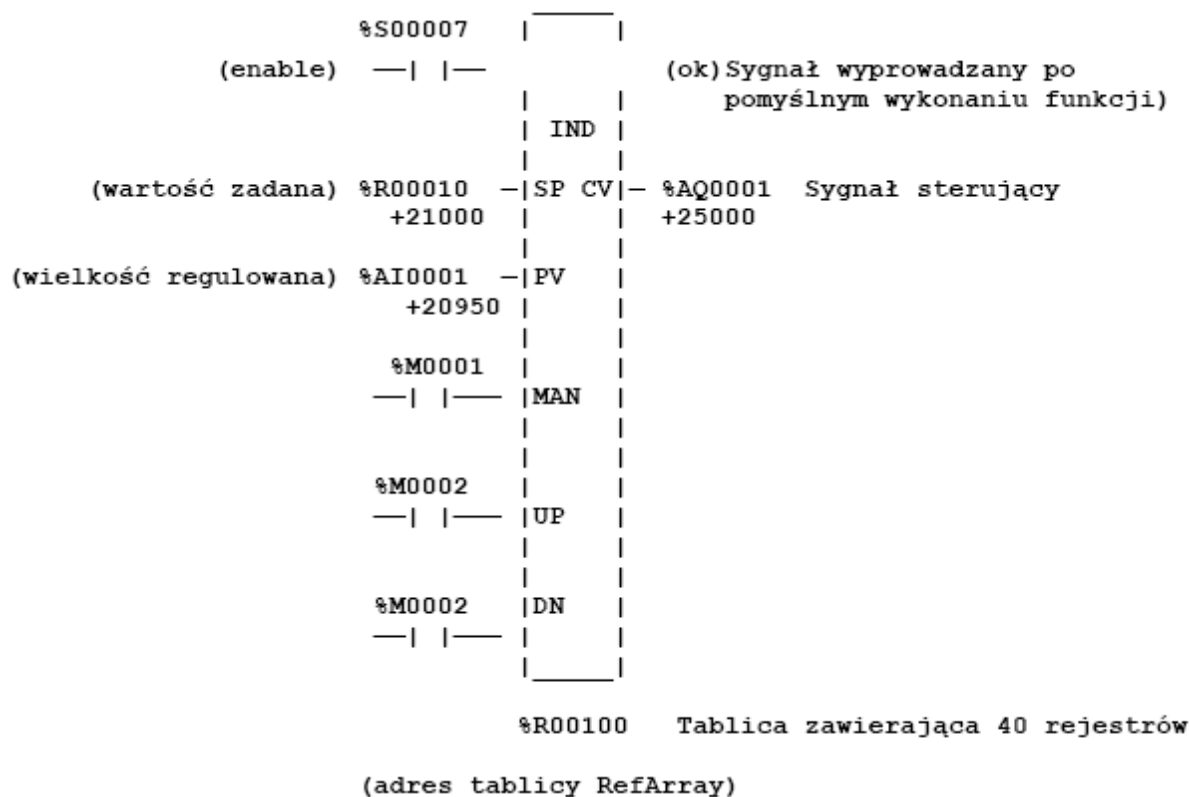 %S00007
(enable) —| |— (ok)Sygnał wyprowadzany po
pomyślnym wykonaniu funkcji)
IND
(wartość zadana) %R00010 —|SP CV|— %AQ0001 Sygnał sterujący
+21000 | | +25000
(wielkość regulowana) %AI0001 —|PV
+20950
%M0001
—| |—— |MAN
%M0002
—| |—— |UP
%M0002 |DN
—| |——
%R00100 Tablica zawierająca 40 rejestrów
(adres tablicy RefArray)